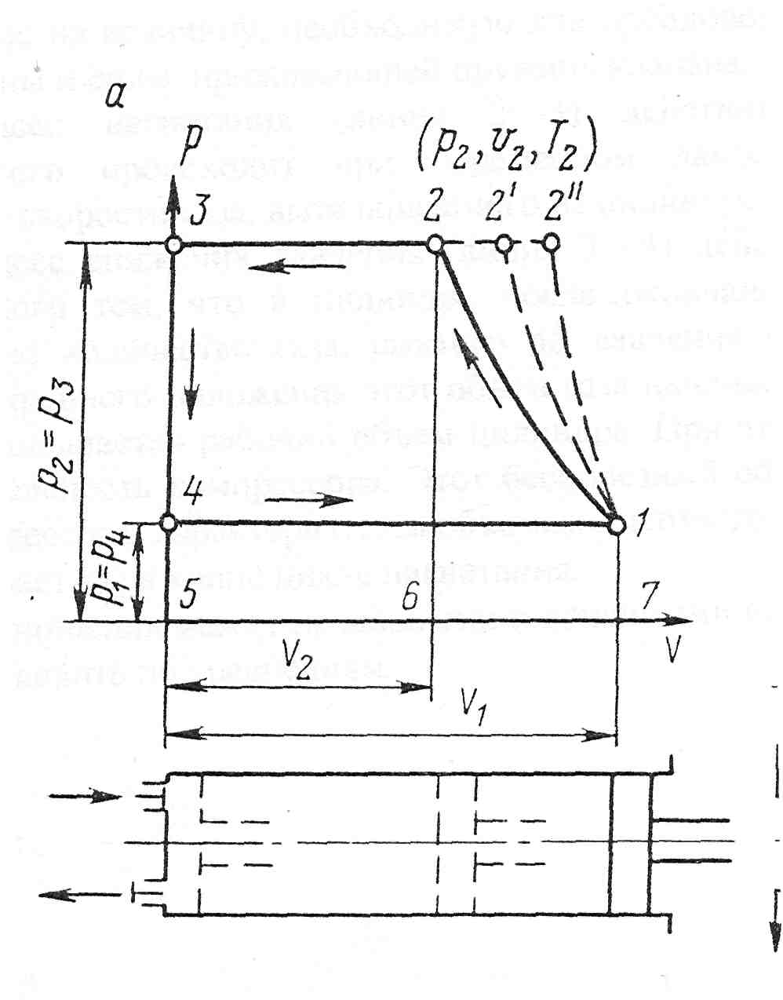 а
P
(p₂, v₂, T₂)
3 2 2' 2"
p₂ = p₃
4
1
p₁=p₄
5 6 7
V₂
V
V₁